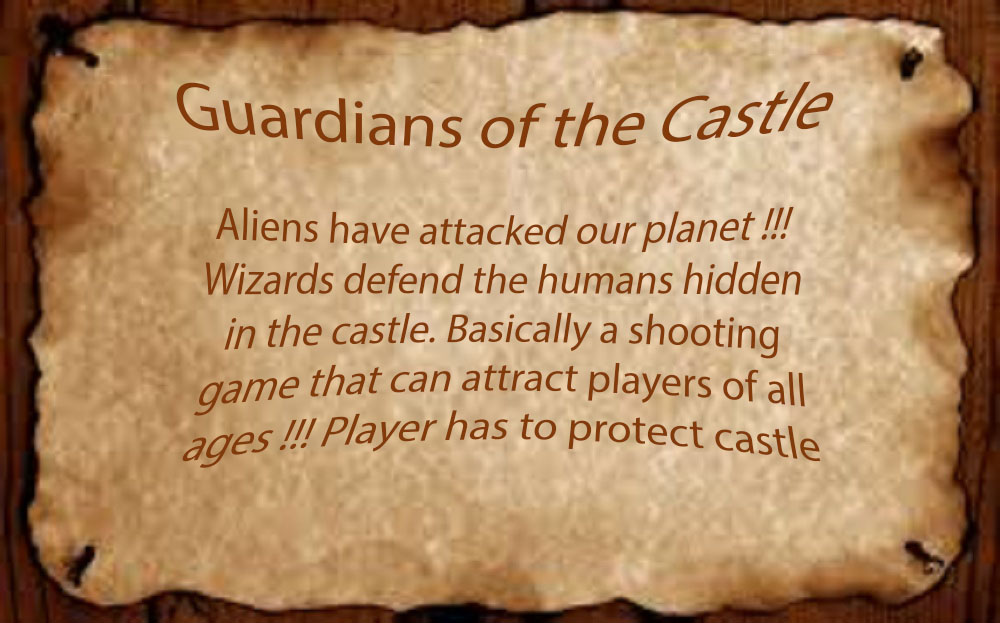 Guardians of the Castle
Aliens have attacked our planet !!!
Wizards defend the humans hidden
in the castle. Basically a shooting
game that can attract players of all
ages !!! Player has to protect castle